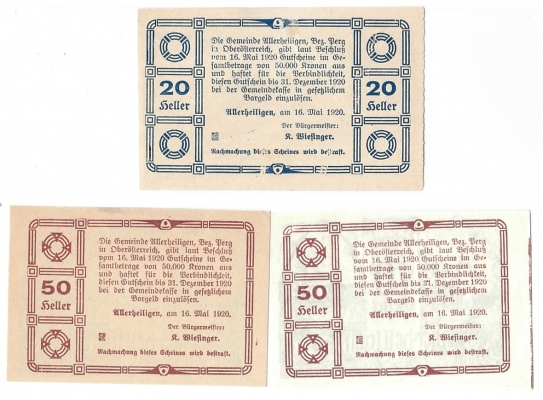 Die Gemeinde Allerheiligen, Bez. Perg
in Oberösterreich, gibt laut Beschluß
vom 16. Mai 1920 Gutscheine im Ge-
samtbetrage von 50.000 Kronen aus
und haftet für die Verbindlichkeit,
diesen Gutschein bis 31. Dezember 1920
bei der Gemeindekasse in gesetzlichem
Bargeld einzulösen.
20
Heller
20
Heller
Allerheiligen, am 16. Mai 1920.
Der Bürgermeister:
K. Wiesinger.
Nachmachung dieses Scheines wird bestraft.
Die Gemeinde Allerheiligen, Bez. Perg
in Oberösterreich, gibt laut Beschluß
vom 16. Mai 1920 Gutscheine im Ge-
samtbetrage von 50.000 Kronen aus
und haftet für die Verbindlichkeit,
diesen Gutschein bis 31. Dezember 1920
bei der Gemeindekasse in gesetzlichem
Bargeld einzulösen.
50
Heller
Allerheiligen, am 16. Mai 1920.
Der Bürgermeister:
K. Wiesinger.
Nachmachung dieses Scheines wird bestraft.
Die Gemeinde Allerheiligen, Bez. Perg
in Oberösterreich, gibt laut Beschluß
vom 16. Mai 1920 Gutscheine im Ge-
samtbetrage von 50.000 Kronen aus
und haftet für die Verbindlichkeit,
diesen Gutschein bis 31. Dezember 1920
bei der Gemeindekasse in gesetzlichem
Bargeld einzulösen.
50
Heller
Allerheiligen, am 16. Mai 1920.
Der Bürgermeister:
K. Wiesinger.
Nachmachung dieses Scheines wird bestraft.